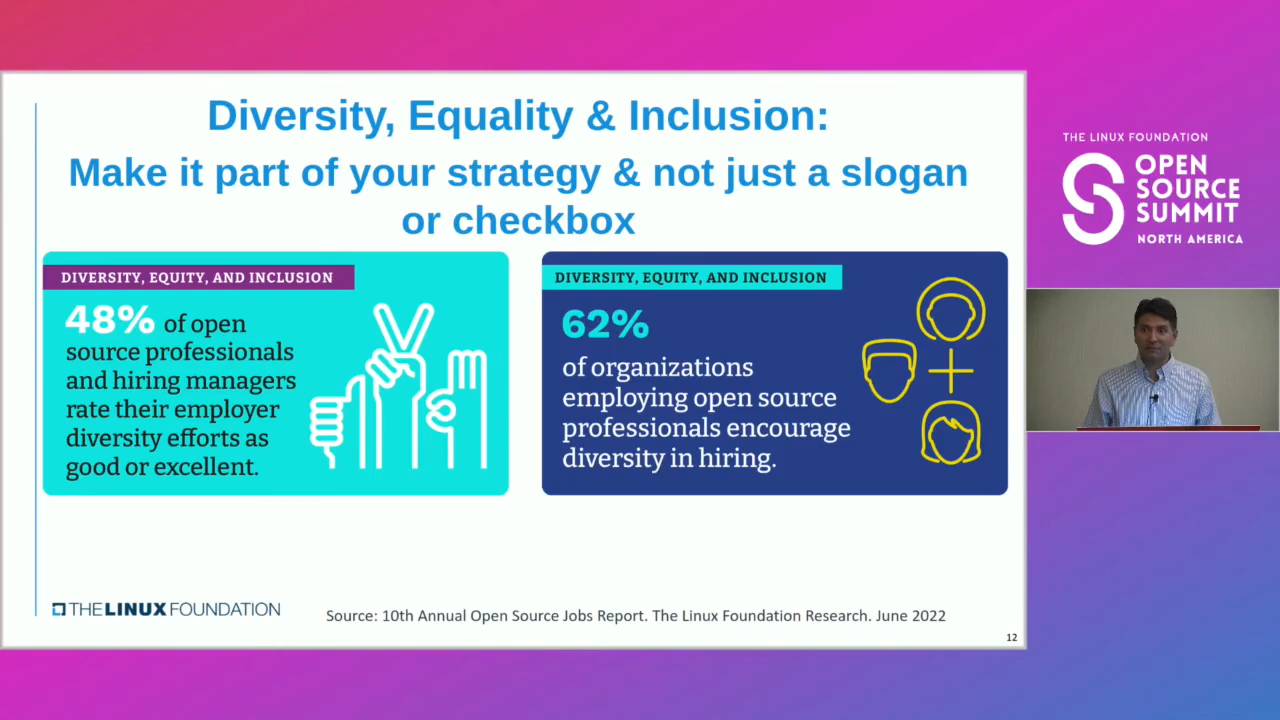 Diversity, Equality & Inclusion:
Make it part of your strategy & not just a slogan
or checkbox
DIVERSITY, EQUITY, AND INCLUSION
48% of open
source professionals
and hiring managers
rate their employer
diversity efforts as
good or excellent.
DIVERSITY, EQUITY, AND INCLUSION
62%
of organizations
employing open source
professionals encourage
diversity in hiring.
THE LINUX FOUNDATION
Source: 10th Annual Open Source Jobs Report. The Linux Foundation Research. June 2022
12
THE LINUX FOUNDATION
OPEN
SOURCE
SUMMIT
NORTH AMERICA